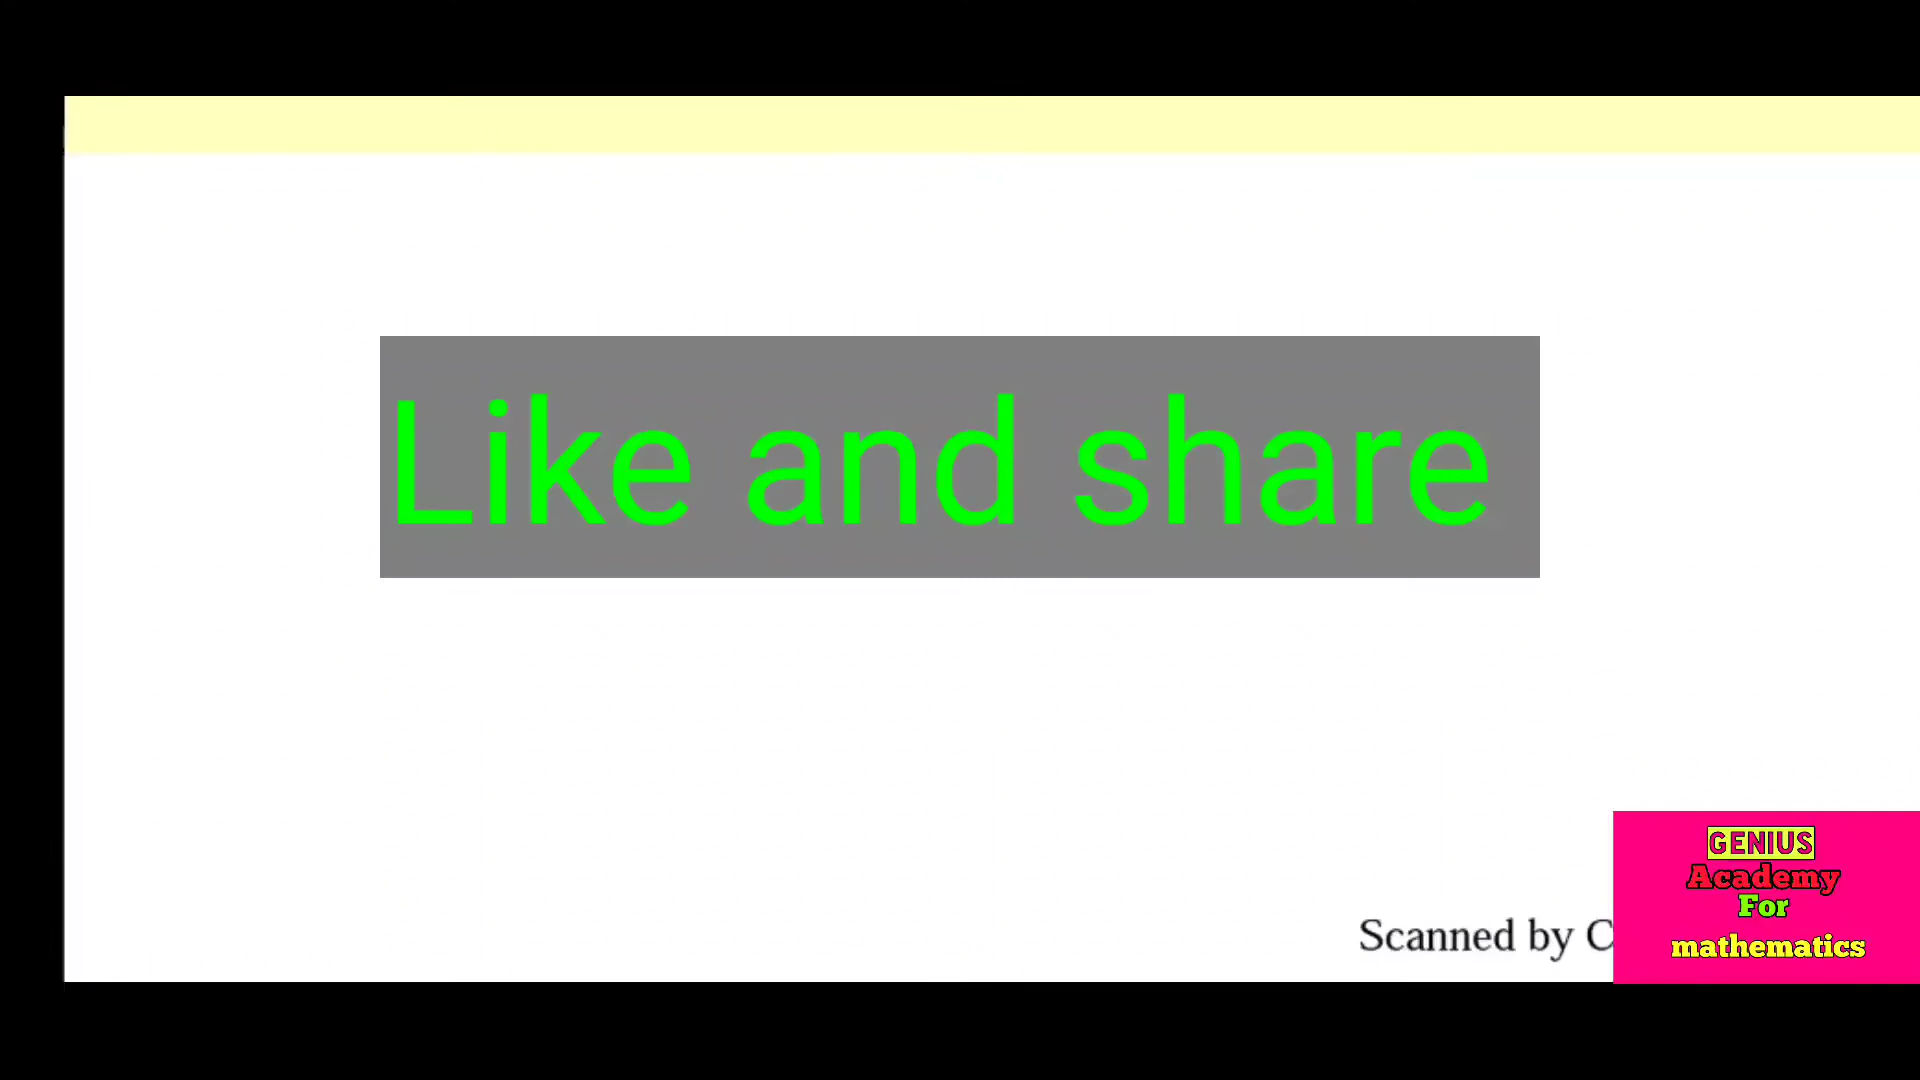 Like and share
Scanned by C
GENIUS
Academy
For
mathematics